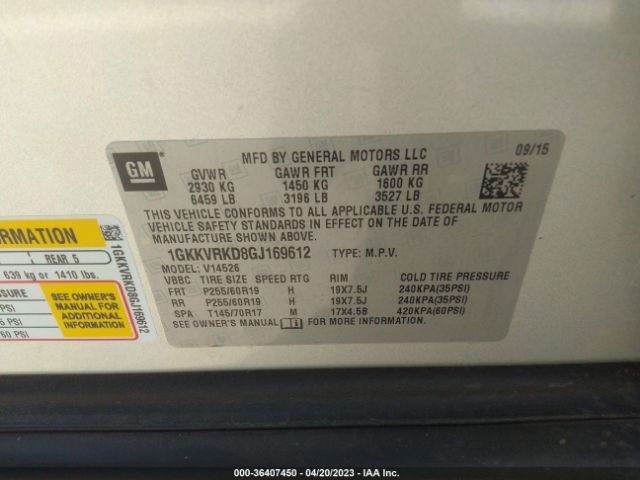 GM
MFD BY GENERAL MOTORS LLC
09/15
GVWR GAWR FRT GAWR RR
2930 KG 1450 KG 1600 KG
6459 LB 3196 LB 3527 LB
THIS VEHICLE CONFORMS TO ALL APPLICABLE U.S. FEDERAL MOTOR
VEHICLE SAFETY STANDARDS IN EFFECT ON THE DATE OF
MANUFACTURE SHOWN ABOVE.
1GKKVRKD8GJ169612 TYPE: M.P.V.
MODEL: V14526
VBBC TIRE SIZE SPEED RTG RIM COLD TIRE PRESSURE
FRT P255/60R19 H 19X7.5J 240KPA(35PSI)
RR P255/60R19 H 19X7.5J 240KPA(35PSI)
SPA T145/70R17 M 17X4.5B 420KPA(60PSI)
SEE OWNER'S MANUAL FOR MORE INFORMATION.
REAR 5
639 kg or 1410 lbs.
SEE OWNER'S
MANUAL FOR
ADDITIONAL
INFORMATION
1GKKVRKD8GJ169612
000-36407450 - 04/20/2023 - IAA Inc.